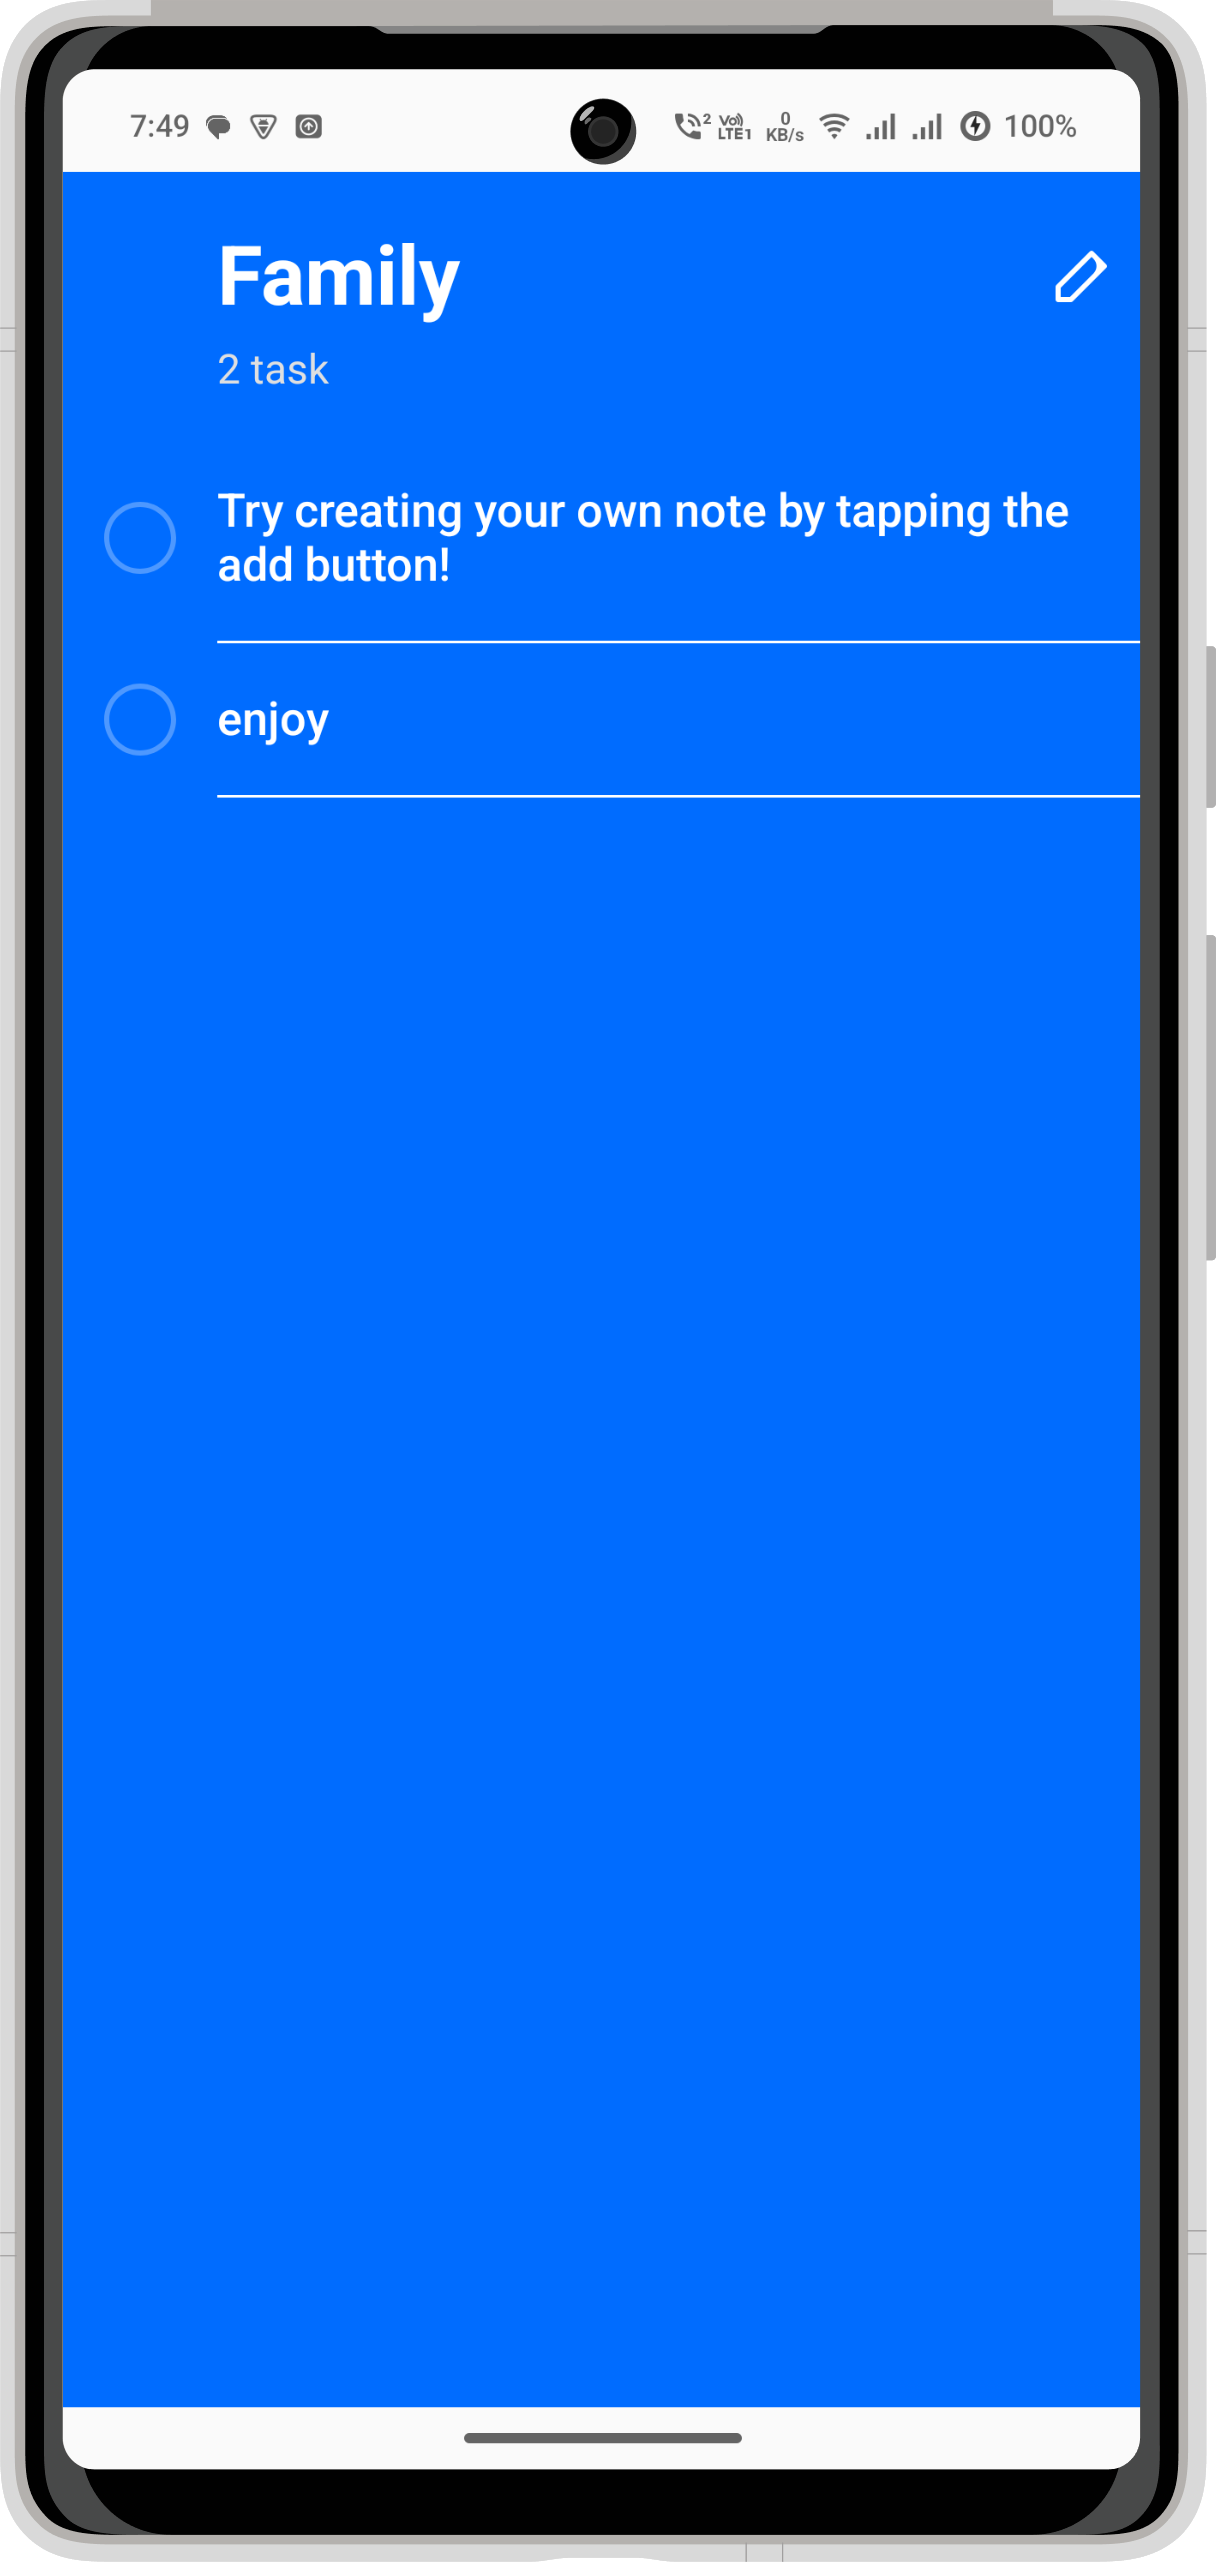 7:49 2 Vo) LTE1 0 KB/s 100%
Family
2 task
Try creating your own note by tapping the
add button!
enjoy